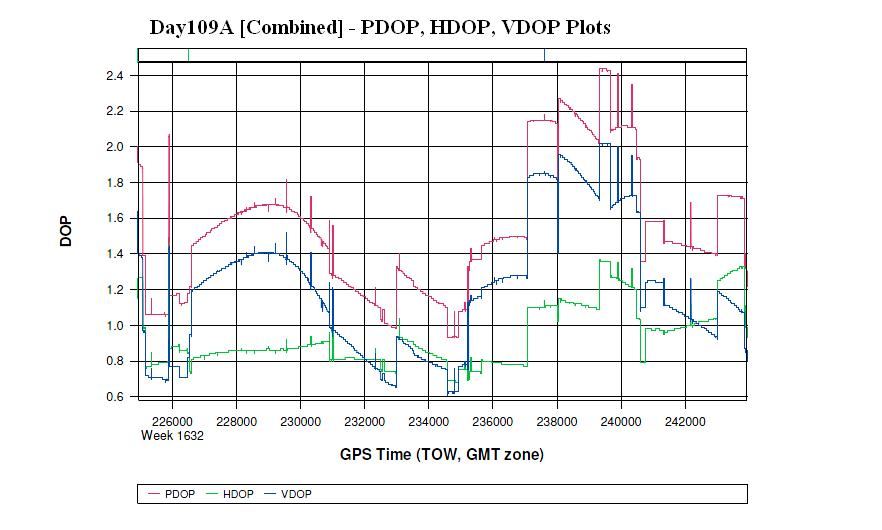 Day109A [Combined] - PDOP, HDOP, VDOP Plots
2.4
2.2
2.0
1.8
1.6
1.4
1.2
1.0
0.8
0.6
DOP
226000 228000 230000 232000 234000 236000 238000 240000 242000
Week 1632
GPS Time (TOW, GMT zone)
PDOP HDOP VDOP